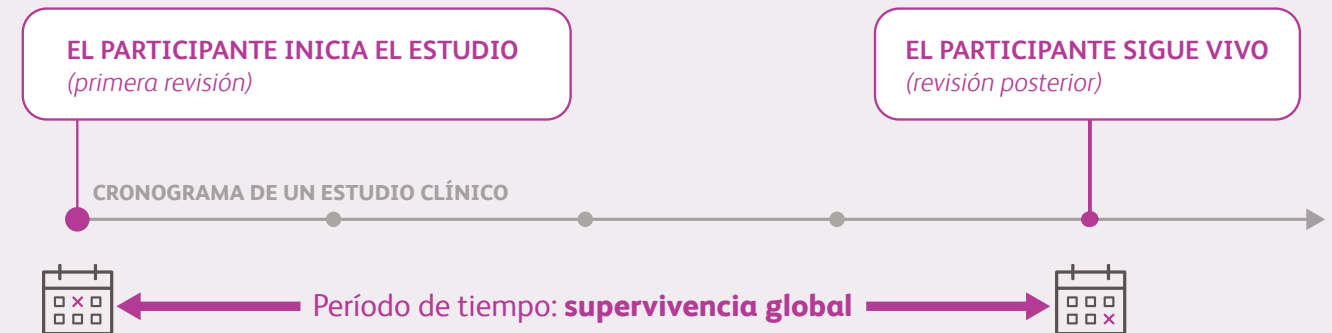 EL PARTICIPANTE INICIA EL ESTUDIO
(primera revisión)
EL PARTICIPANTE SIGUE VIVO
(revisión posterior)
CRONOGRAMA DE UN ESTUDIO CLÍNICO
Período de tiempo: supervivencia global